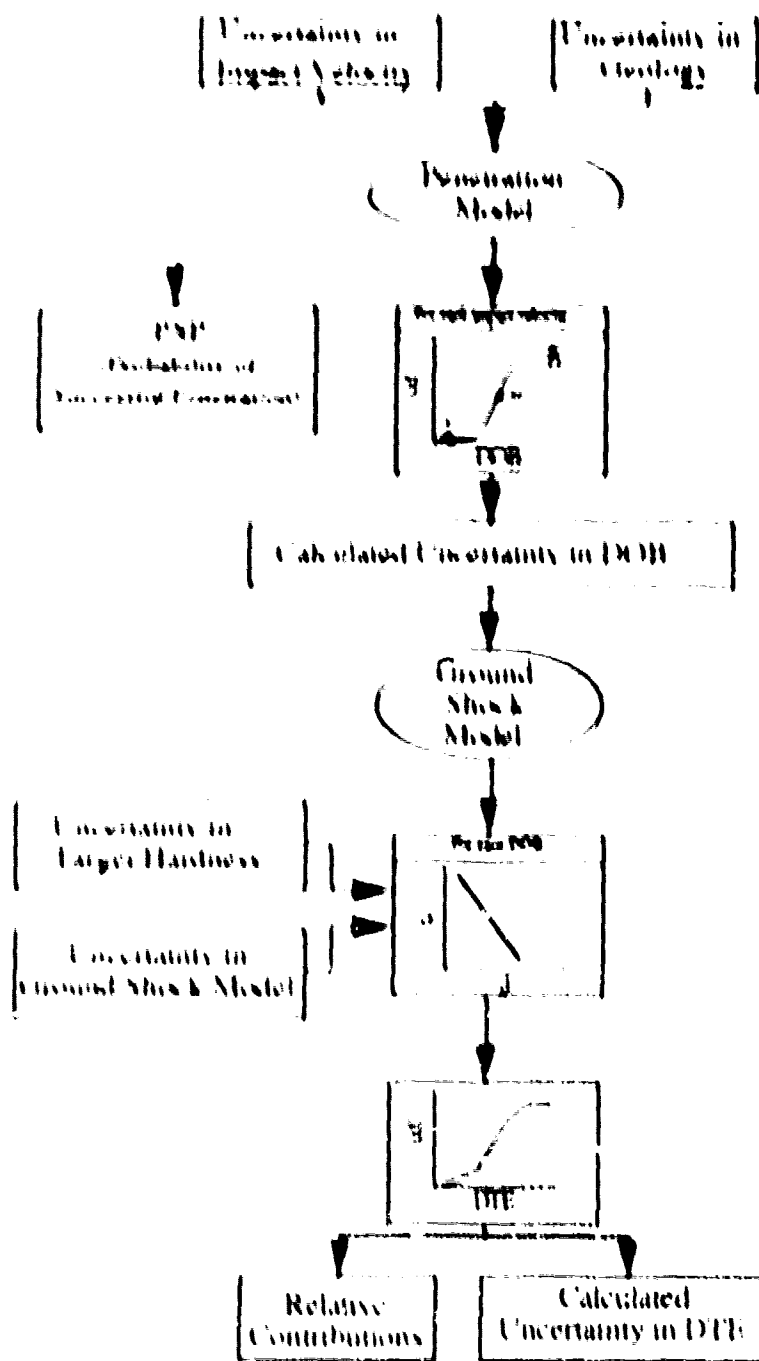 Uncertainty in
Impact Velocity
Uncertainty in
Geology
Penetration
Model
PSP
Probability of
Successful Penetration
DOB
Calculated Uncertainty in DOB
Ground
Shock
Model
Uncertainty in
Target Hardness
Uncertainty in
Ground Shock Model
DTE
Relative
Contributions
Calculated
Uncertainty in DTE